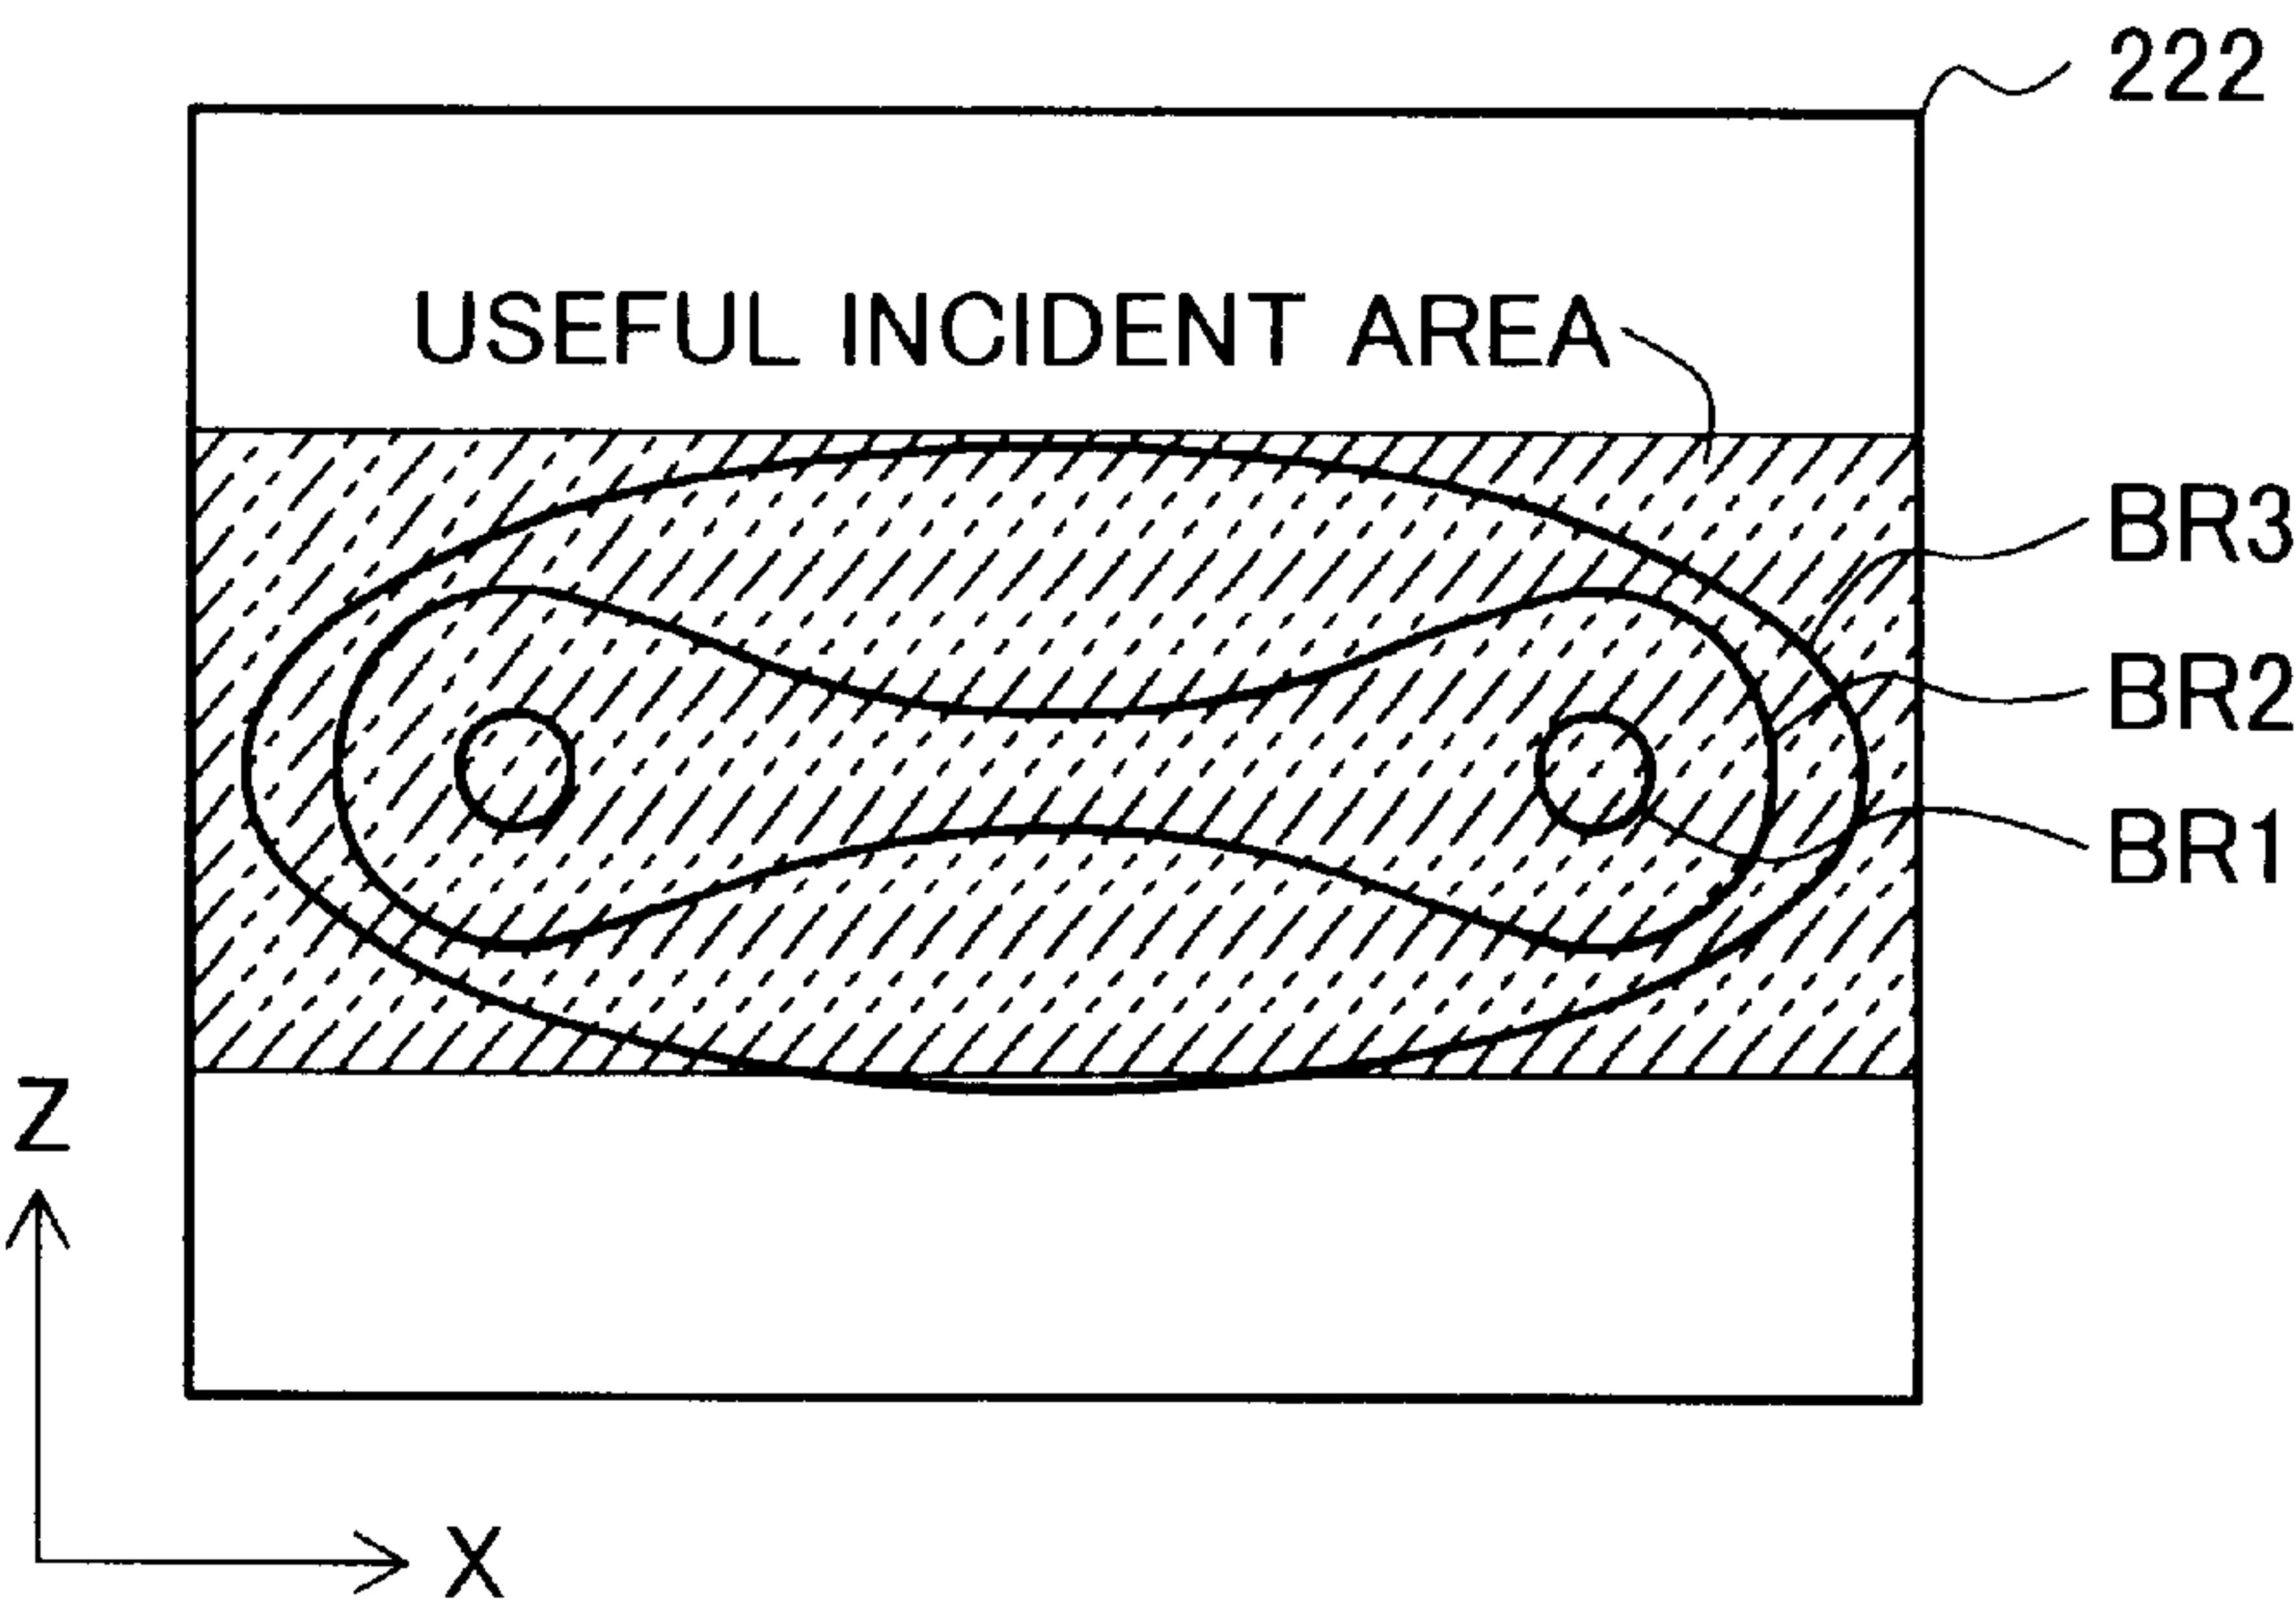 222
USEFUL INCIDENT AREA
BR3
BR2
BR1
Z
X